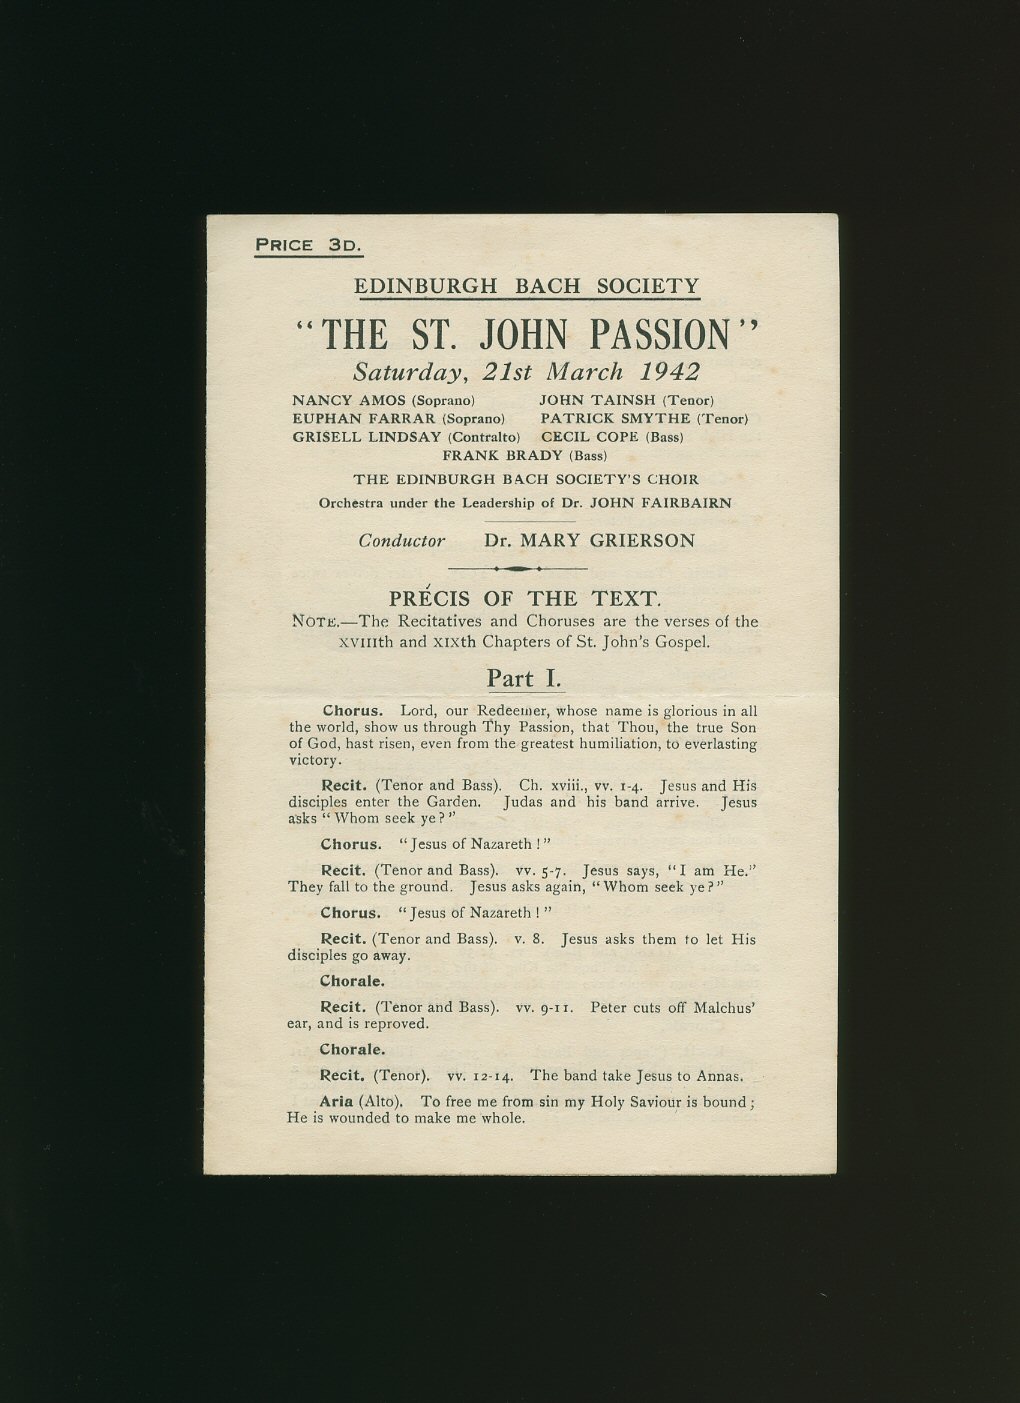 PRICE 3D.
EDINBURGH BACH SOCIETY
“THE ST. JOHN PASSION”
Saturday, 21st March 1942
NANCY AMOS (Soprano) JOHN TAINSH (Tenor)
EUPHAN FARRAR (Soprano) PATRICK SMYTHE (Tenor)
GRISELL LINDSAY (Contralto) CECIL COPE (Bass)
FRANK BRADY (Bass)
THE EDINBURGH BACH SOCIETY'S CHOIR
Orchestra under the Leadership of Dr. JOHN FAIRBAIRN
Conductor Dr. MARY GRIERSON
PRÉCIS OF THE TEXT.
NOTE.—The Recitatives and Choruses are the verses of the
XVIIIth and XIXth Chapters of St. John's Gospel.
Part I.
Chorus. Lord, our Redeemer, whose name is glorious in all
the world, show us through Thy Passion, that Thou, the true Son
of God, hast risen, even from the greatest humiliation, to everlasting
victory.
Recit. (Tenor and Bass). Ch. xviii., vv. 1-4. Jesus and His
disciples enter the Garden. Judas and his band arrive. Jesus
asks “Whom seek ye?”
Chorus. “Jesus of Nazareth!”
Recit. (Tenor and Bass). vv. 5-7. Jesus says, “I am He.”
They fall to the ground. Jesus asks again, “Whom seek ye?”
Chorus. “Jesus of Nazareth!”
Recit. (Tenor and Bass). v. 8. Jesus asks them to let His
disciples go away.
Chorale.
Recit. (Tenor and Bass). vv. 9-11. Peter cuts off Malchus'
ear, and is reproved.
Chorale.
Recit. (Tenor). vv. 12-14. The band take Jesus to Annas.
Aria (Alto). To free me from sin my Holy Saviour is bound;
He is wounded to make me whole.